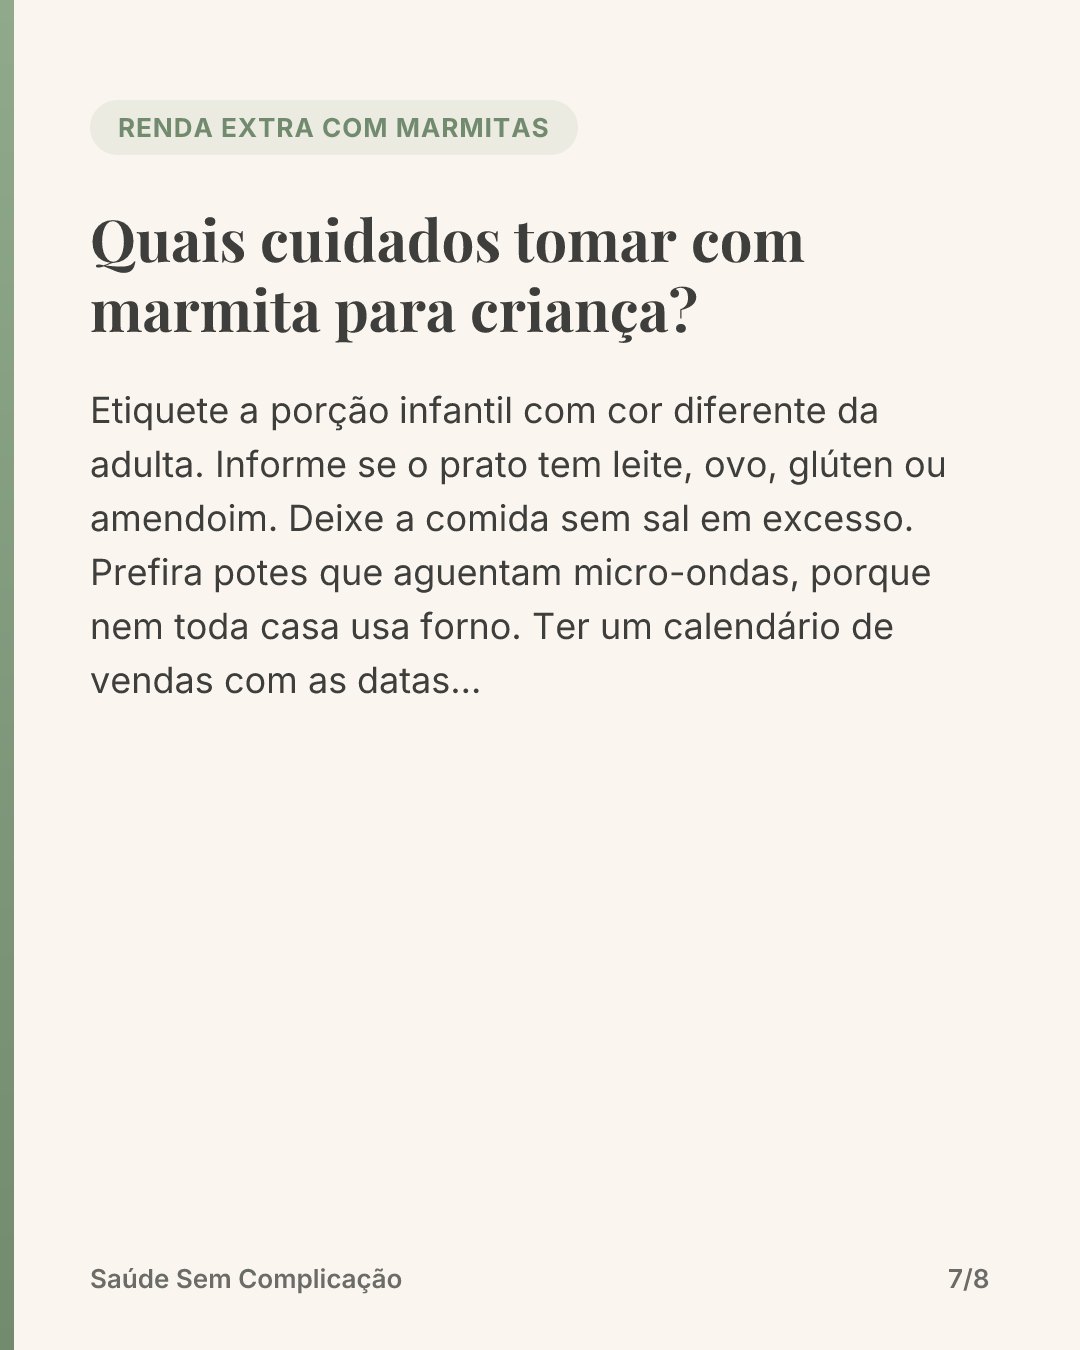 RENDA EXTRA COM MARMITAS
Quais cuidados tomar com
marmita para criança?
Etiquete a porção infantil com cor diferente da
adulta. Informe se o prato tem leite, ovo, glúten ou
amendoim. Deixe a comida sem sal em excesso.
Prefira potes que aguentam micro-ondas, porque
nem toda casa usa forno. Ter um calendário de
vendas com as datas...
Saúde Sem Complicação
7/8